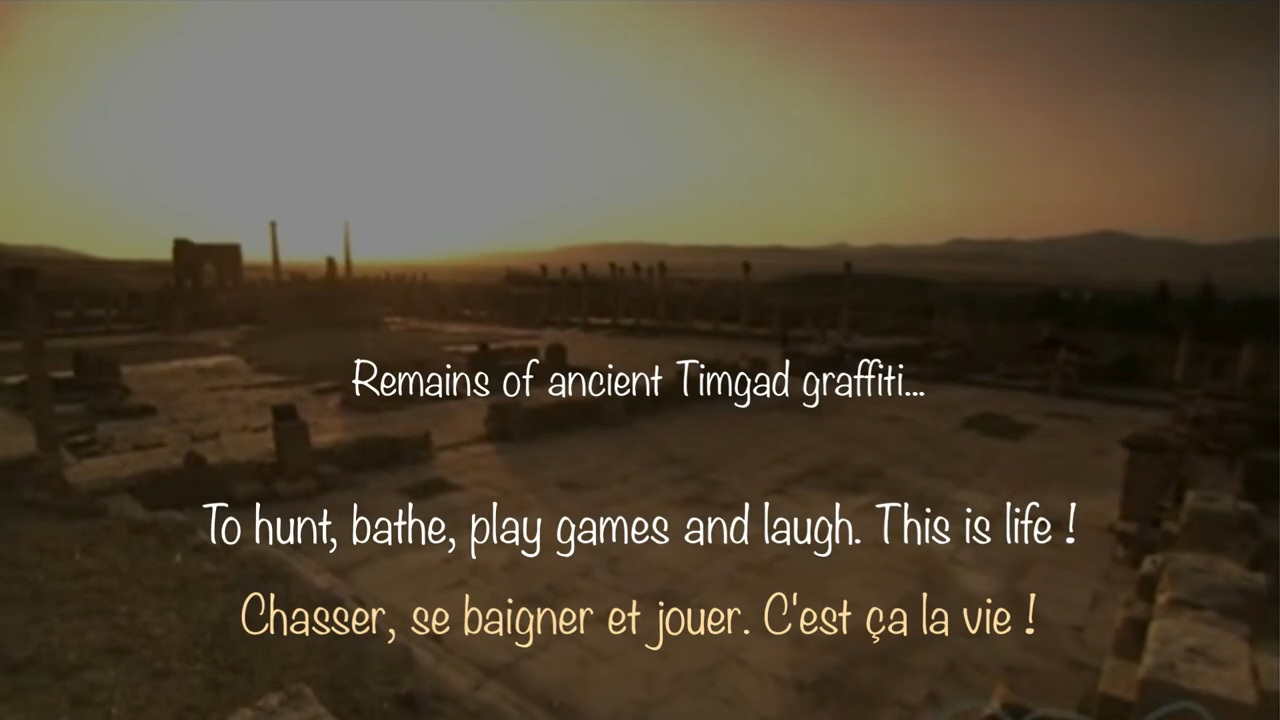 Remains of ancient Timgad graffiti...
To hunt, bathe, play games and laugh. This is life !
Chasser, se baigner et jouer. C'est ça la vie !